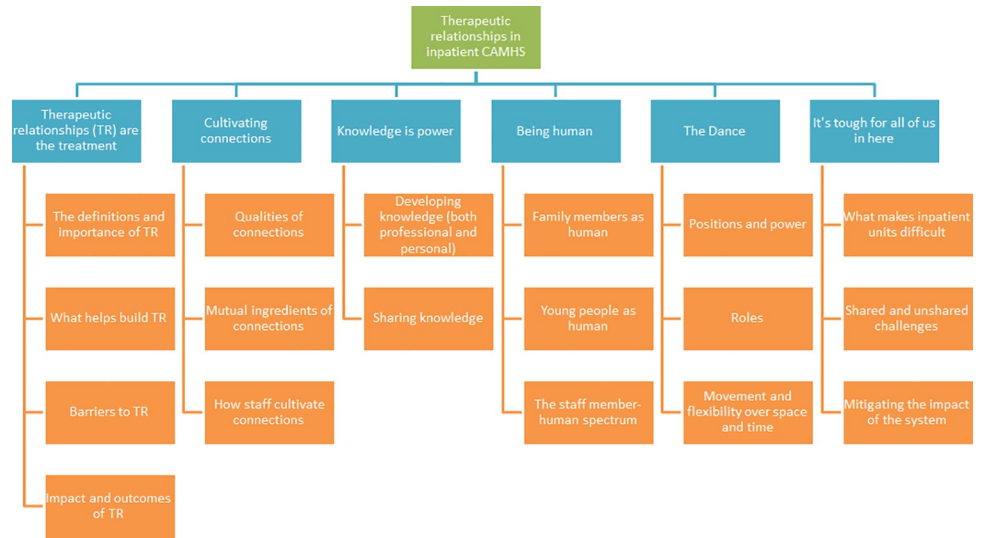 Therapeutic
relationships in
inpatient CAMHS
Therapeutic
relationships (TR) are
the treatment
Cultivating
connections
Knowledge is power
Being human
The Dance
It's tough for all of us
in here
The definitions and
importance of TR
Qualities of
connections
Developing
knowledge (both
professional and
personal)
Family members as
human
Positions and power
What makes inpatient
units difficult
What helps build TR
Mutual ingredients of
connections
Sharing knowledge
Young people as
human
Roles
Shared and unshared
challenges
Barriers to TR
How staff cultivate
connections
The staff member-
human spectrum
Movement and
flexibility over space
and time
Mitigating the impact
of the system
Impact and outcomes
of TR